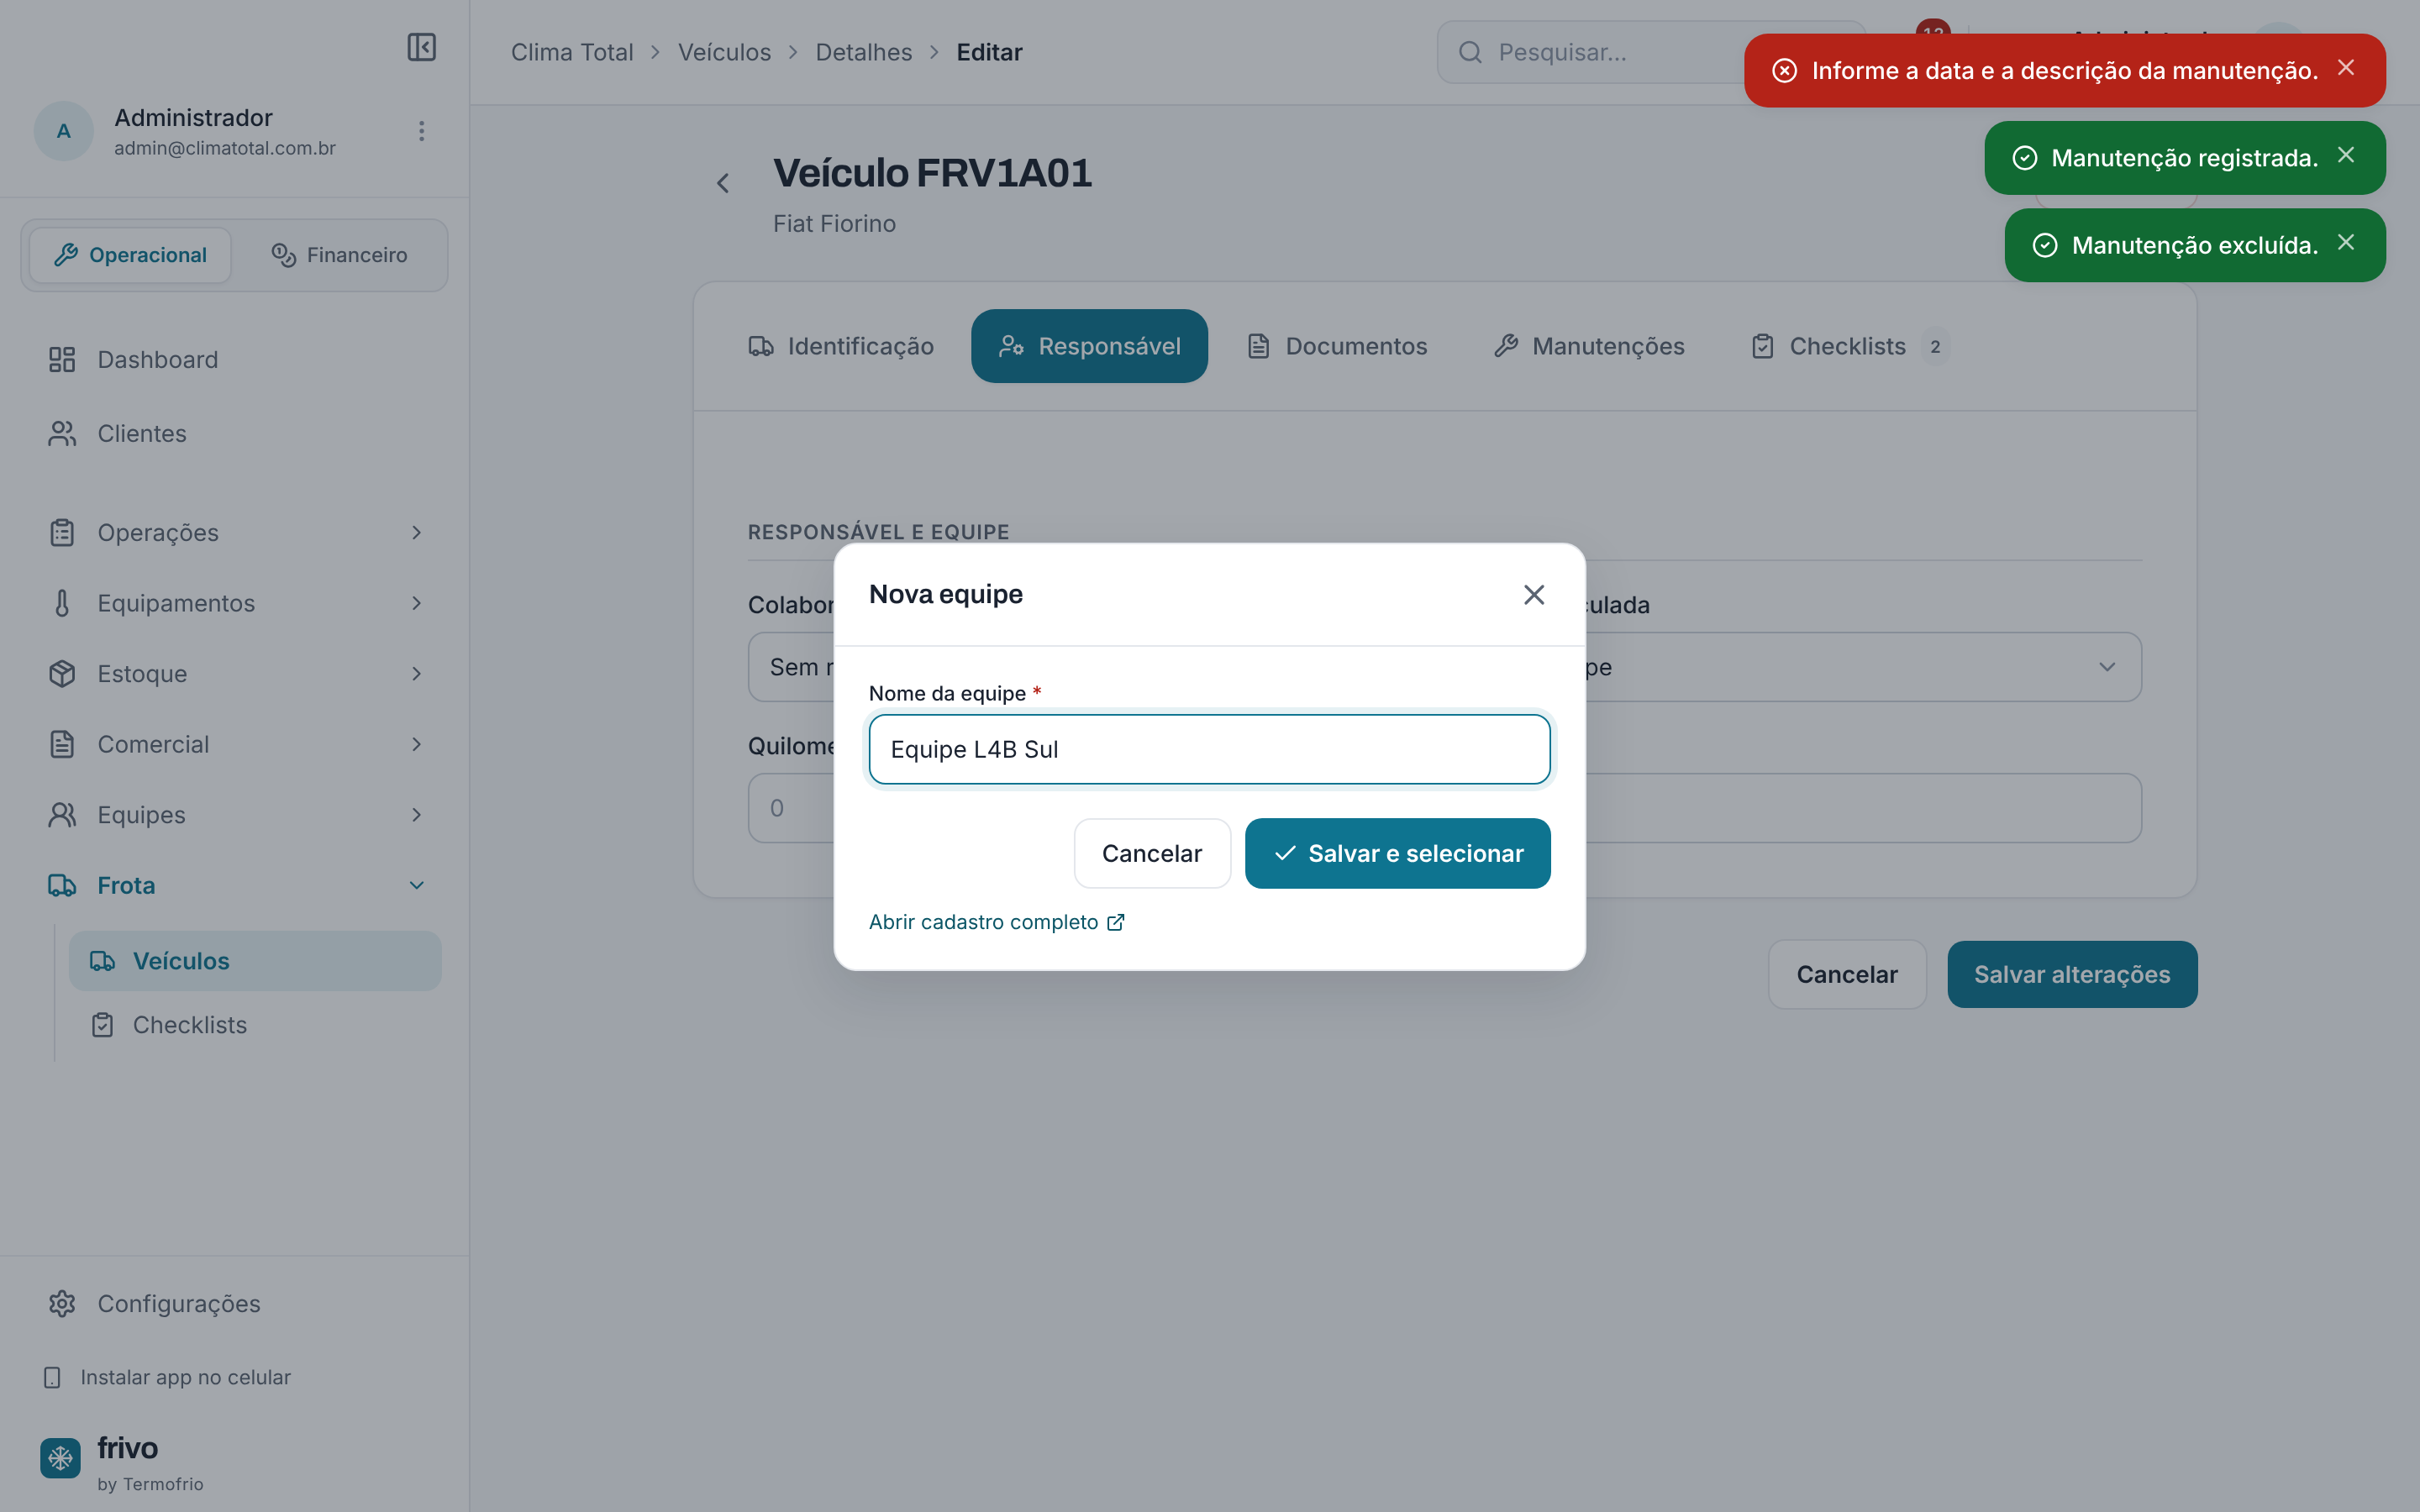 Clima Total
Veículos
Detalhes
Editar
Pesquisar...
Informe a data e a descrição da manutenção.
Manutenção registrada.
Manutenção excluída.
A
Administrador
admin@climatotal.com.br
Operacional
Financeiro
Dashboard
Clientes
Operações
Equipamentos
Estoque
Comercial
Equipes
Frota
Veículos
Checklists
Configurações
Instalar app no celular
frivo
by Termofrio
Veículo FRV1A01
Fiat Fiorino
Identificação
Responsável
Documentos
Manutenções
Checklists 2
RESPONSÁVEL E EQUIPE
Sem
0
Nova equipe
Nome da equipe *
Equipe L4B Sul
Cancelar
Salvar e selecionar
Abrir cadastro completo
Cancelar
Salvar alterações